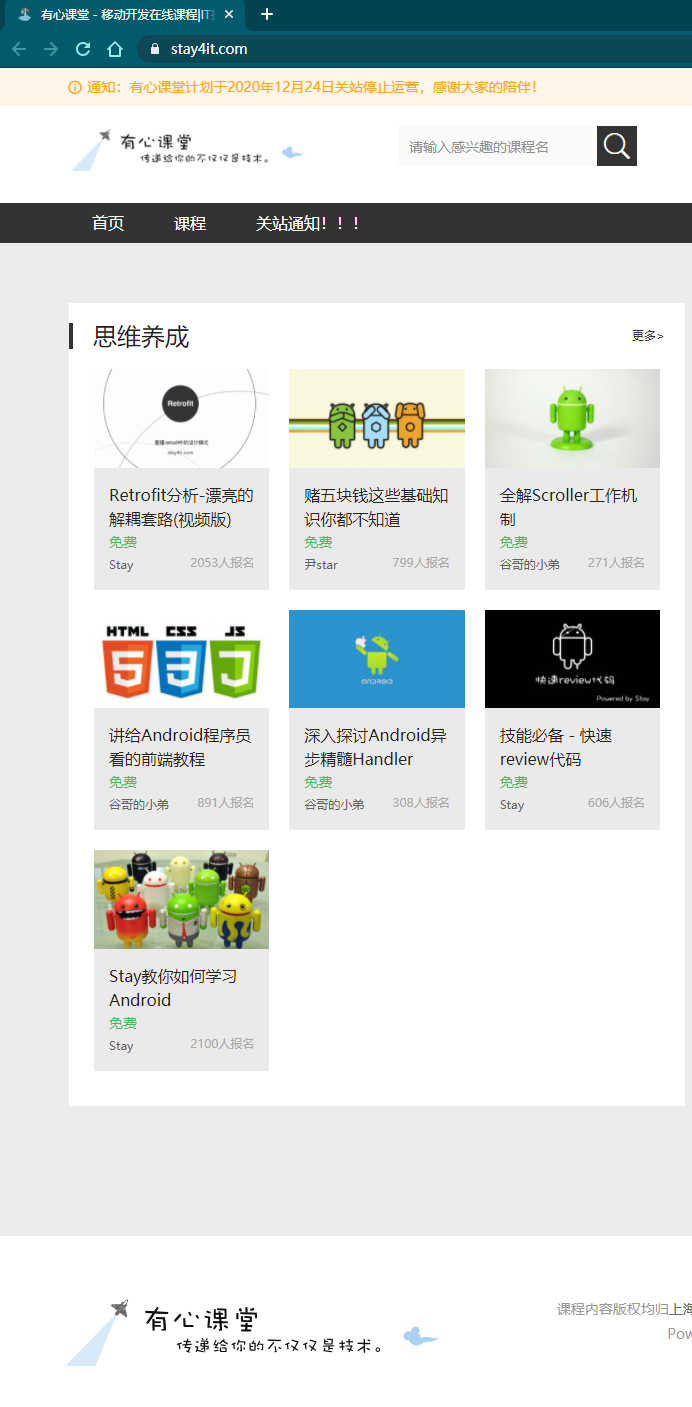 有心课堂 - 移动开发在线课程|IT
stay4it.com
通知：有心课堂计划于2020年12月24日关站停止运营，感谢大家的陪伴！
有心课堂
传递给你的不仅仅是技术。
请输入感兴趣的课程名
首页 课程 关站通知！！！
思维养成 更多>
Retrofit
看懂retrofit中的设计模式
stay4it.com
Retrofit分析-漂亮的
解耦套路(视频版)
免费
Stay 2053人报名
赌五块钱这些基础知
识你都不知道
免费
尹star 799人报名
全解Scroller工作机
制
免费
谷哥的小弟 271人报名
HTML CSS JS
5 3
讲给Android程序员
看的前端教程
免费
谷哥的小弟 891人报名
ANDROID
深入探讨Android异
步精髓Handler
免费
谷哥的小弟 308人报名
快速review代码
Powered by Stay
技能必备 - 快速
review代码
免费
Stay 606人报名
Stay教你如何学习
Android
免费
Stay 2100人报名
有心课堂
传递给你的不仅仅是技术。
课程内容版权均归上海
Pow